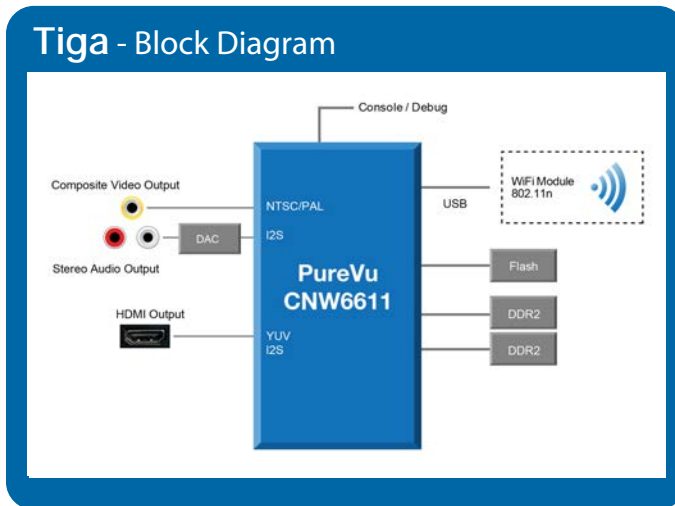 Tiga - Block Diagram
Console / Debug
Composite Video Output
NTSC/PAL
DAC
I2S
Stereo Audio Output
HDMI Output
YUV
I2S
PureVu
CNW6611
USB
WiFi Module
802.11n
Flash
DDR2
DDR2